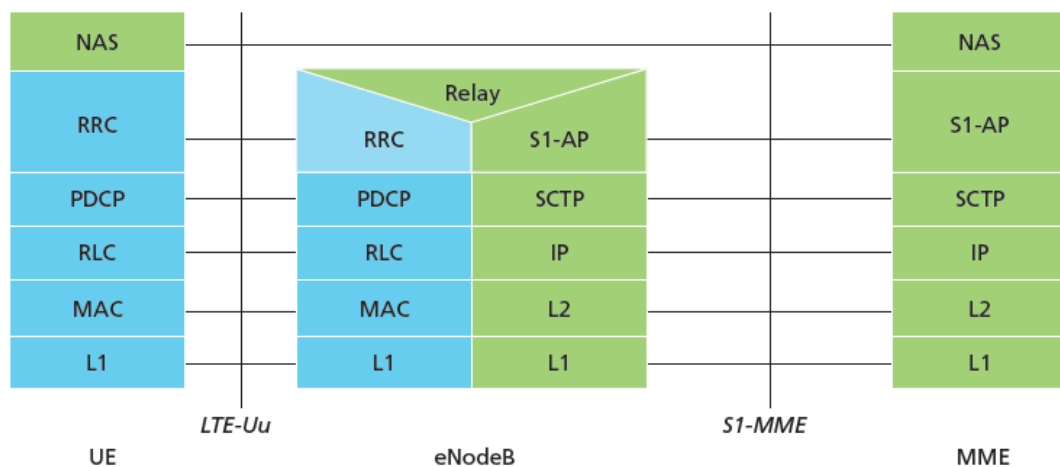 NAS
NAS
Relay
RRC
RRC
S1-AP
S1-AP
PDCP
PDCP
SCTP
SCTP
RLC
RLC
IP
IP
MAC
MAC
L2
L2
L1
L1
L1
L1
LTE-Uu
S1-MME
UE
eNodeB
MME